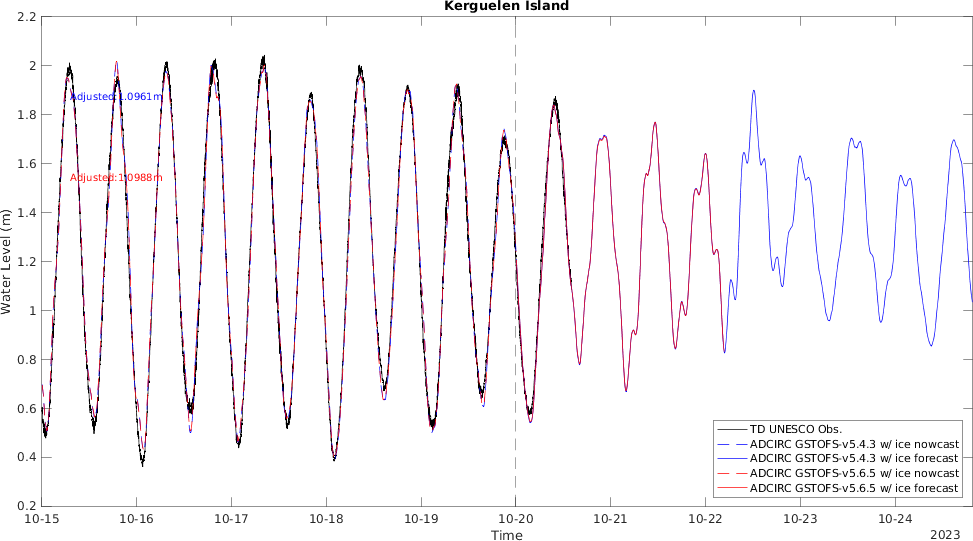 Kerguelen Island
2.2
2
1.8
1.6
1.4
1.2
1
0.8
0.6
0.4
0.2
Water Level (m)
Adjusted:1.0961m
Adjusted:1.0988m
TD UNESCO Obs.
ADCIRC GSTOFS-v5.4.3 w/ ice nowcast
ADCIRC GSTOFS-v5.4.3 w/ ice forecast
ADCIRC GSTOFS-v5.6.5 w/ ice nowcast
ADCIRC GSTOFS-v5.6.5 w/ ice forecast
10-15 10-16 10-17 10-18 10-19 10-20 10-21 10-22 10-23 10-24
Time
2023